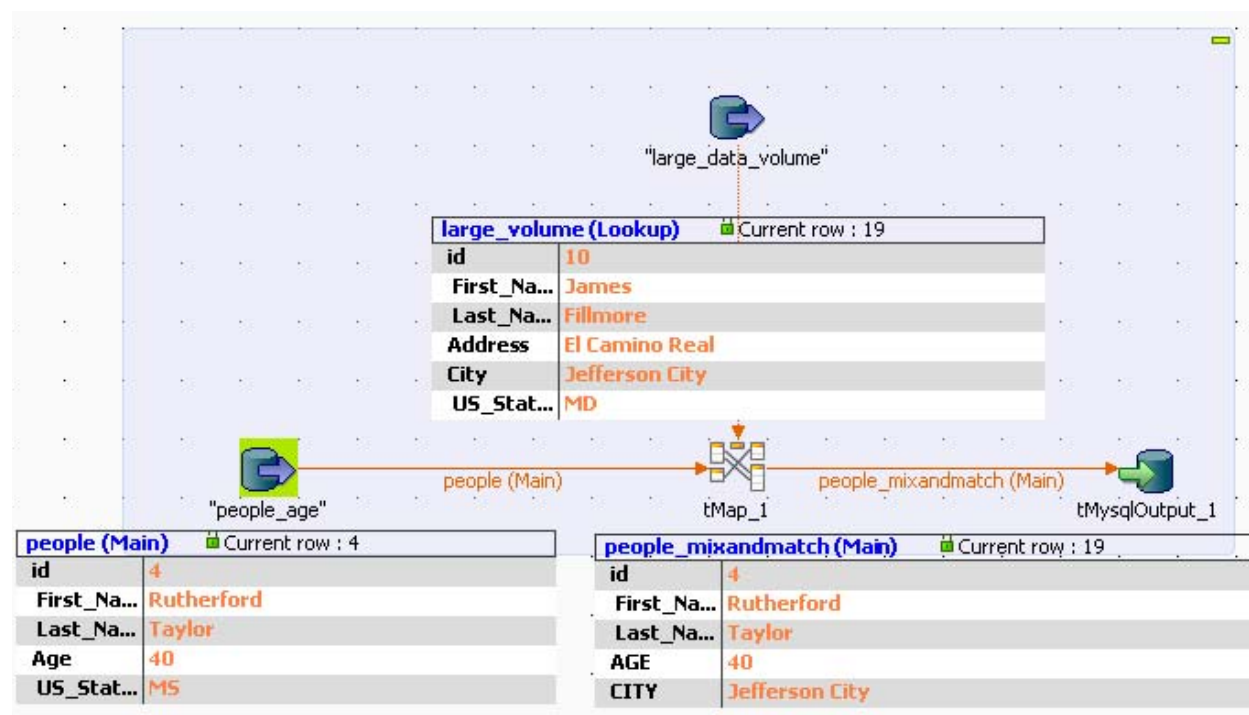 "large_data_volume"
large_volume (Lookup) Current row : 19
id 10
First_Na... James
Last_Na... Fillmore
Address El Camino Real
City Jefferson City
US_Stat... MD
people (Main)
people_mixandmatch (Main)
"people_age"
tMap_1
tMysqlOutput_1
people (Main) Current row : 4
id 4
First_Na... Rutherford
Last_Na... Taylor
Age 40
US_Stat... MS
people_mixandmatch (Main) Current row : 19
id 4
First_Na... Rutherford
Last_Na... Taylor
AGE 40
CITY Jefferson City